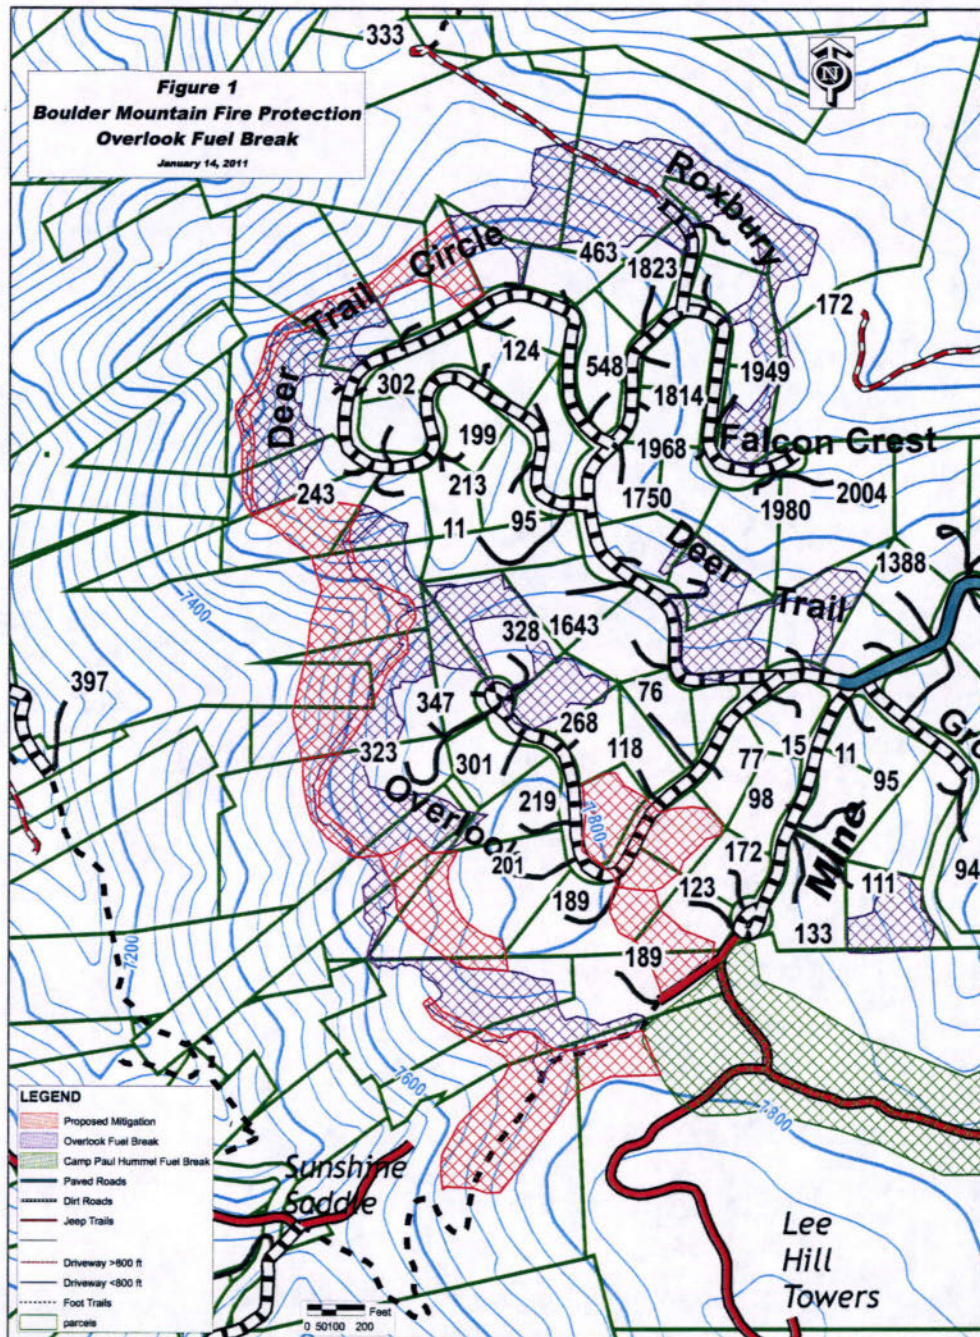 333
Figure 1
Boulder Mountain Fire Protection
Overlook Fuel Break
January 14, 2011
N
Roxbury
Deer Trail Circle
463
1823
172
124
548
1949
302
1814
199
1968
Falcon Crest
243
213
1750
2004
11
95
1980
Deer Trail
1388
7400
328
1643
397
347
76
268
323
118
77
15
11
301
95
Gr
Overlook
219
98
7800
Mine
201
172
94
189
123
111
133
189
7200
7600
7800
LEGEND
Proposed Mitigation
Overlook Fuel Break
Camp Paul Hummel Fuel Break
Paved Roads
Dirt Roads
Jeep Trails
Driveway >800 ft
Driveway <800 ft
Foot Trails
parcels
Sunshine
Saddle
Lee
Hill
Towers
Feet
0 50100 200